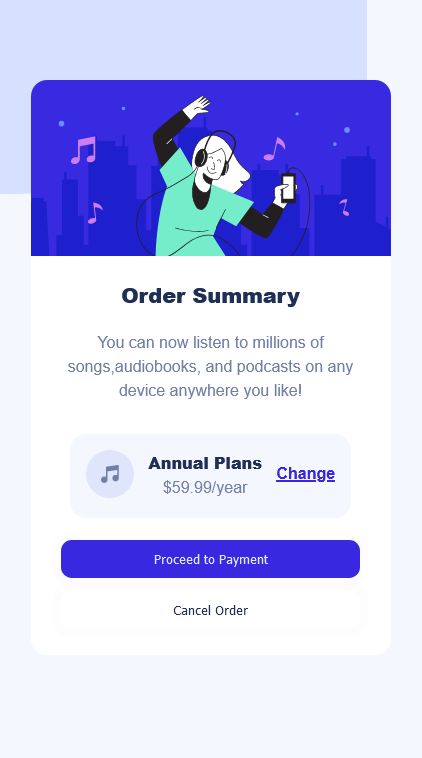 Order Summary
You can now listen to millions of
songs,audiobooks, and podcasts on any
device anywhere you like!
Annual Plans
$59.99/year
Change
Proceed to Payment
Cancel Order